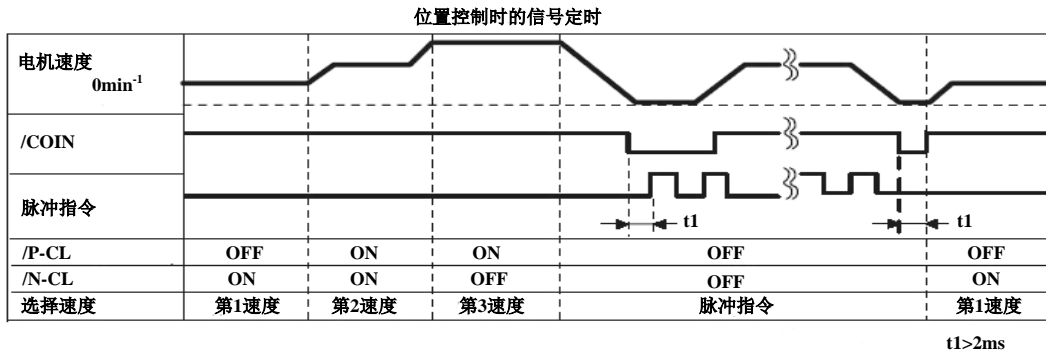 位置控制时的信号定时
电机速度
0min-1
/COIN
脉冲指令
t1
t1
/P-CL OFF ON ON OFF OFF
/N-CL ON ON OFF OFF ON
选择速度 第1速度 第2速度 第3速度 脉冲指令 第1速度
t1>2ms